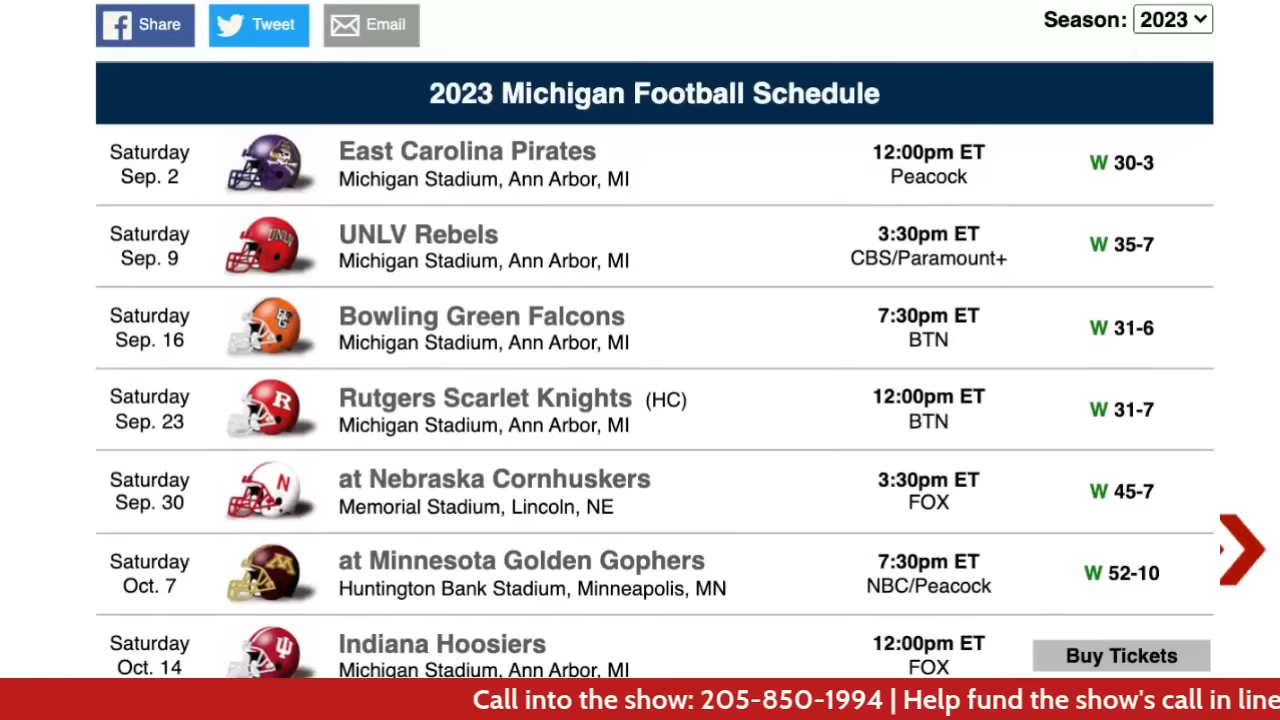 Share
Tweet
Email
Season: 2023
2023 Michigan Football Schedule
Saturday
Sep. 2
East Carolina Pirates
Michigan Stadium, Ann Arbor, MI
12:00pm ET
Peacock
W 30-3
Saturday
Sep. 9
UNLV
UNLV Rebels
Michigan Stadium, Ann Arbor, MI
3:30pm ET
CBS/Paramount+
W 35-7
Saturday
Sep. 16
Bowling Green Falcons
Michigan Stadium, Ann Arbor, MI
7:30pm ET
BTN
W 31-6
Saturday
Sep. 23
R
Rutgers Scarlet Knights (HC)
Michigan Stadium, Ann Arbor, MI
12:00pm ET
BTN
W 31-7
Saturday
Sep. 30
N
at Nebraska Cornhuskers
Memorial Stadium, Lincoln, NE
3:30pm ET
FOX
W 45-7
Saturday
Oct. 7
M
at Minnesota Golden Gophers
Huntington Bank Stadium, Minneapolis, MN
7:30pm ET
NBC/Peacock
W 52-10
Saturday
Oct. 14
Indiana Hoosiers
Michigan Stadium, Ann Arbor, MI
12:00pm ET
FOX
Buy Tickets
Call into the show: 205-850-1994 | Help fund the show's call in line